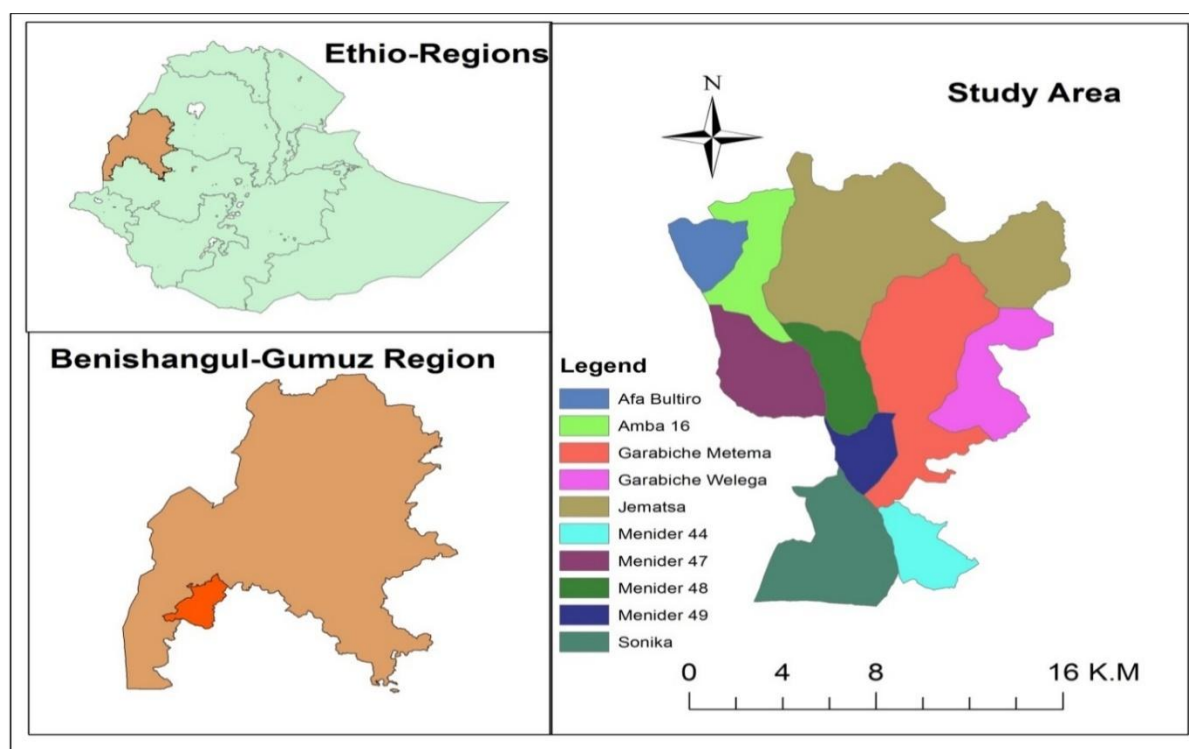 Ethio-Regions
Benishangul-Gumuz Region
Study Area
N
Legend
Afa Bultiro
Amba 16
Garabiche Metema
Garabiche Welega
Jematsa
Menider 44
Menider 47
Menider 48
Menider 49
Sonika
0 4 8 16 K.M